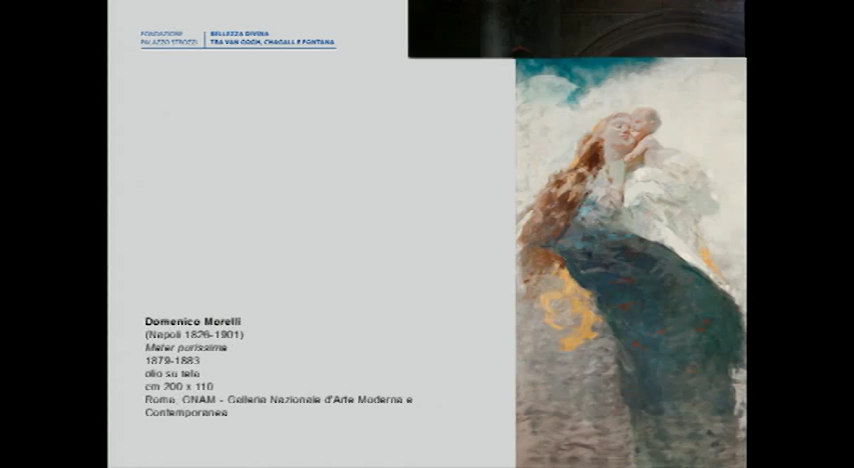 FONDAZIONE
PALAZZO STROZZI
BELLEZZA DIVINA
TRA VAN GOGH, CHAGALL E FONTANA
Domenico Morelli
(Napoli 1826-1901)
Mater purissima
1879-1883
olio su tela
cm 200 x 110
Roma, GNAM - Galleria Nazionale d'Arte Moderna e
Contemporanea